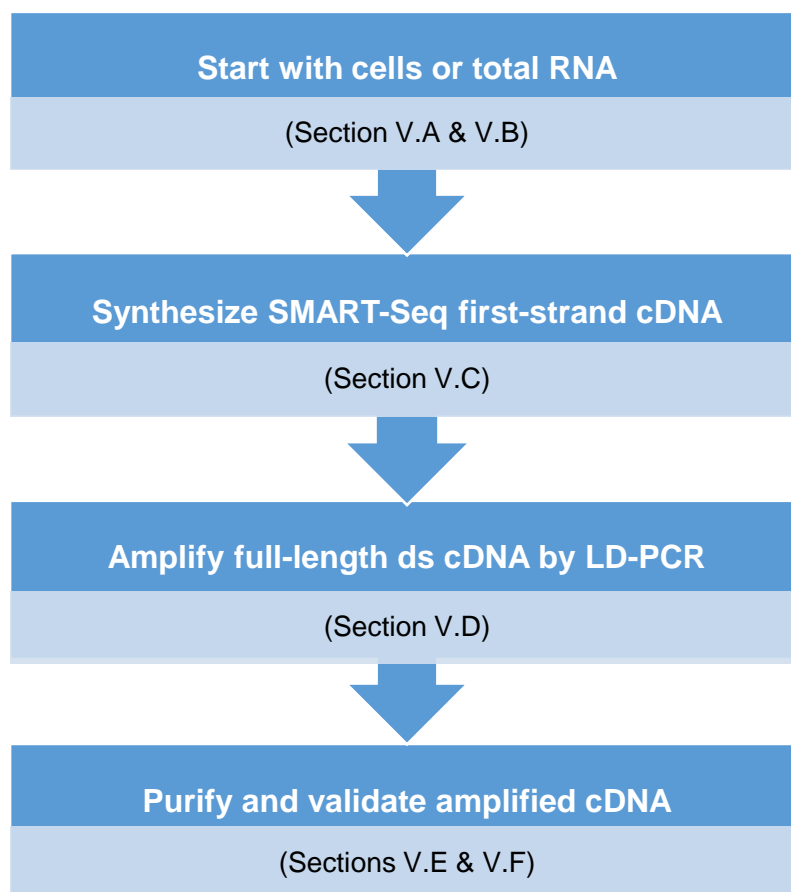 Start with cells or total RNA
(Section V.A & V.B)
Synthesize SMART-Seq first-strand cDNA
(Section V.C)
Amplify full-length ds cDNA by LD-PCR
(Section V.D)
Purify and validate amplified cDNA
(Sections V.E & V.F)